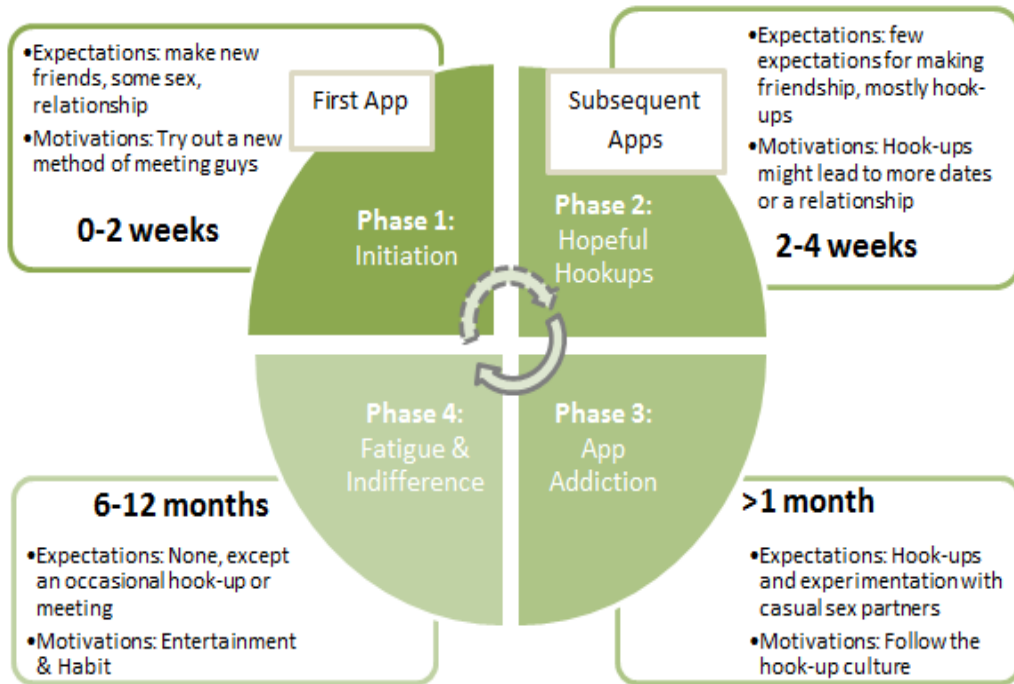 •Expectations: make new
friends, some sex,
relationship
•Motivations: Try out a new
method of meeting guys
0-2 weeks
First App
Phase 1:
Initiation
Subsequent
Apps
Phase 2:
Hopeful
Hookups
•Expectations: few
expectations for making
friendship, mostly hook-
ups
•Motivations: Hook-ups
might lead to more dates
or a relationship
2-4 weeks
Phase 4:
Fatigue &
Indifference
6-12 months
•Expectations: None, except
an occasional hook-up or
meeting
•Motivations: Entertainment
& Habit
Phase 3:
App
Addiction
>1 month
•Expectations: Hook-ups
and experimentation with
casual sex partners
•Motivations: Follow the
hook-up culture